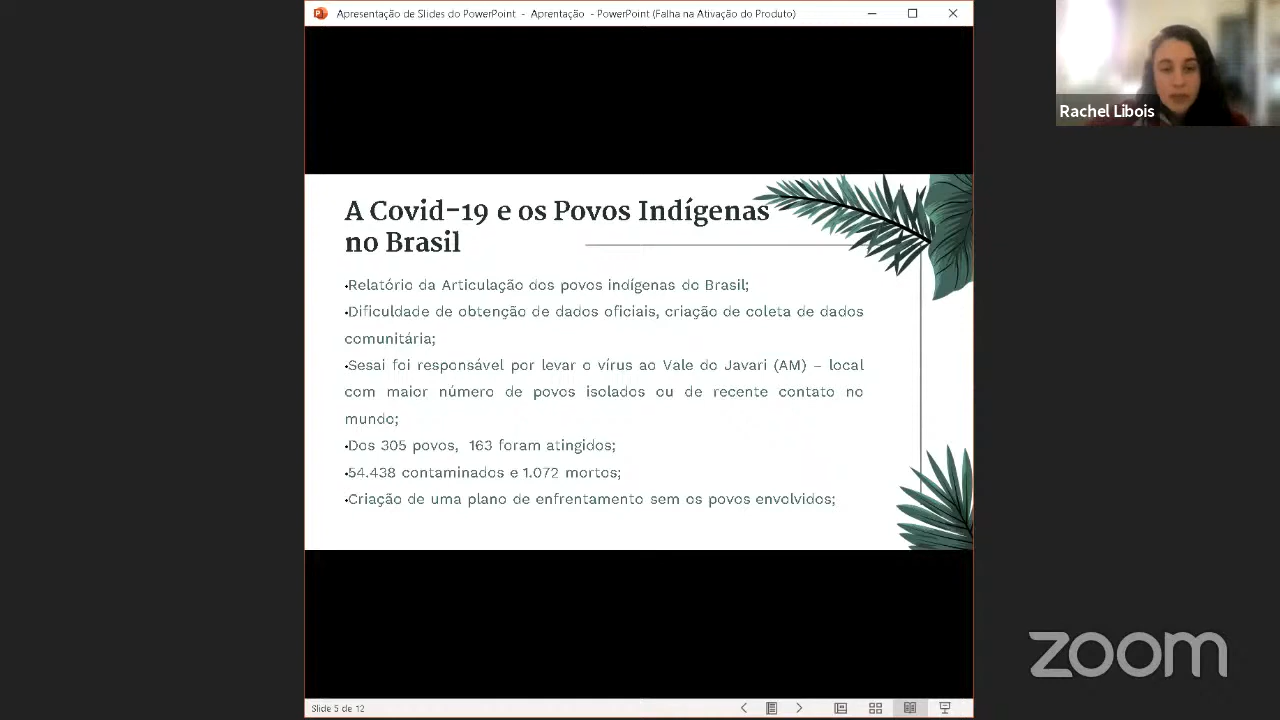 Apresentação de Slides do PowerPoint - Aprentação - PowerPoint (Falha na Ativação do Produto)
Rachel Libois
A Covid-19 e os Povos Indígenas
no Brasil
•Relatório da Articulação dos povos indígenas do Brasil;
•Dificuldade de obtenção de dados oficiais, criação de coleta de dados
comunitária;
•Sesai foi responsável por levar o vírus ao Vale do Javari (AM) – local
com maior número de povos isolados ou de recente contato no
mundo;
•Dos 305 povos, 163 foram atingidos;
•54.438 contaminados e 1.072 mortos;
•Criação de uma plano de enfrentamento sem os povos envolvidos;
zoom
Slide 5 de 12